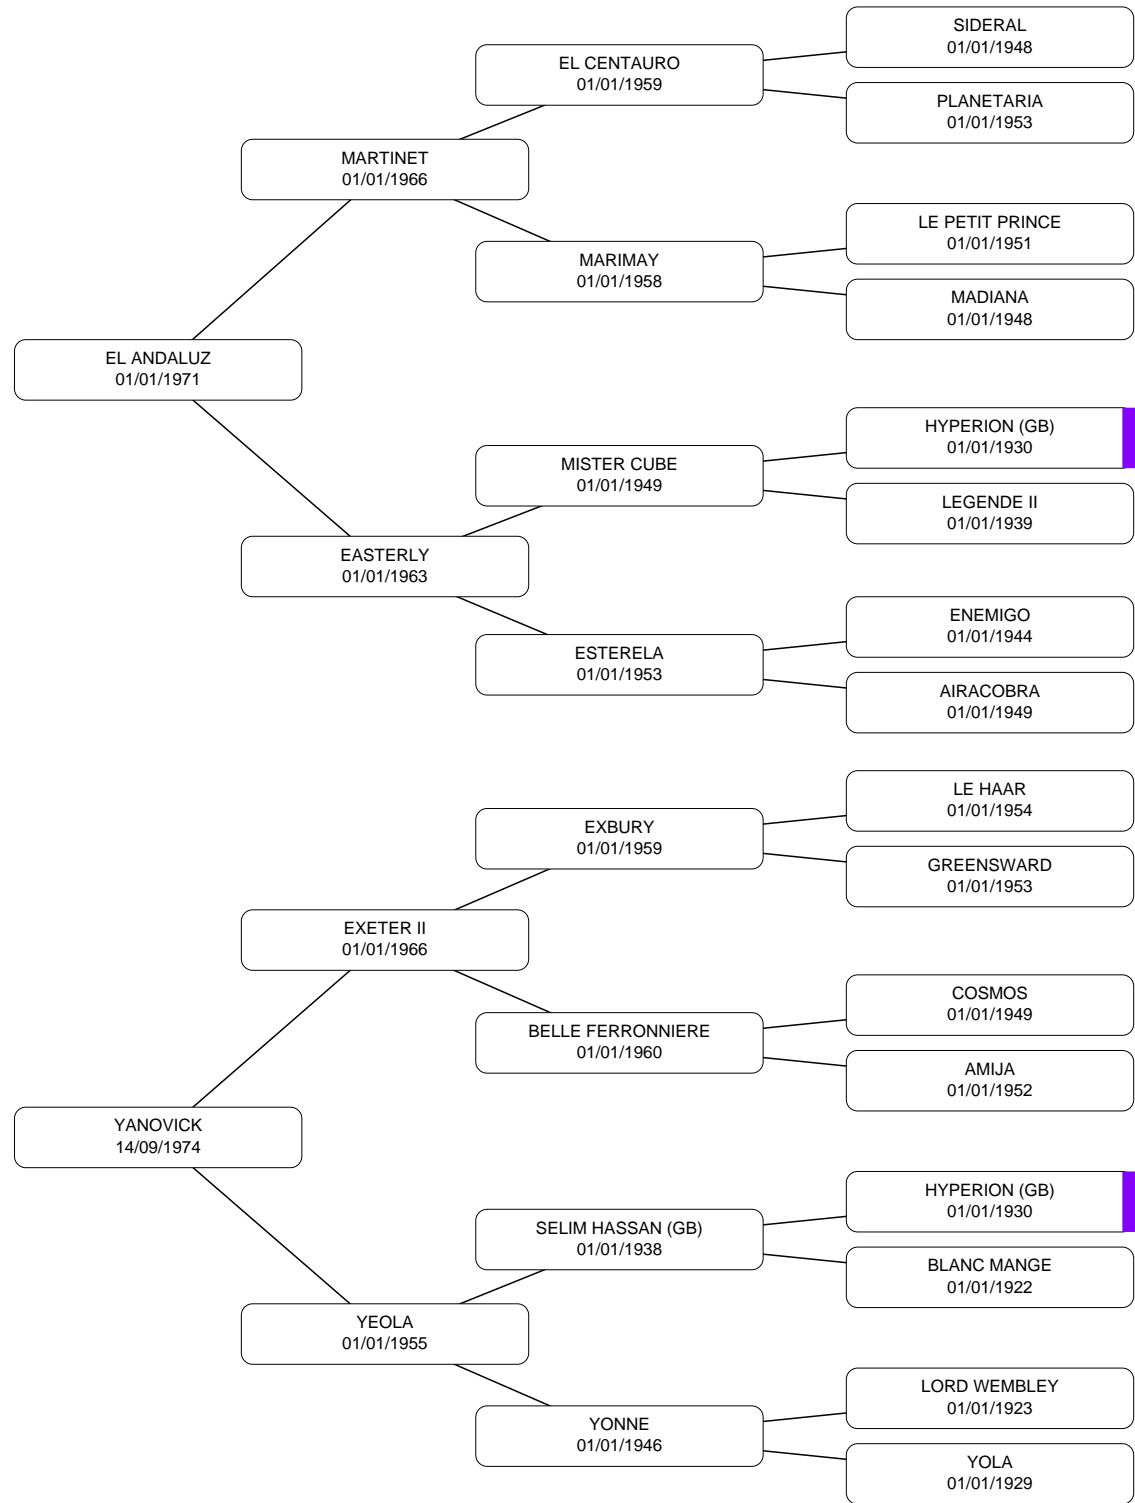 SIDERAL
01/01/1948
EL CENTAURO
01/01/1959
PLANETARIA
01/01/1953
MARTINET
01/01/1966
LE PETIT PRINCE
01/01/1951
MARIMAY
01/01/1958
MADIANA
01/01/1948
EL ANDALUZ
01/01/1971
HYPERION (GB)
01/01/1930
MISTER CUBE
01/01/1949
LEGENDE II
01/01/1939
EASTERLY
01/01/1963
ENEMIGO
01/01/1944
ESTERELA
01/01/1953
AIRACOBRA
01/01/1949
LE HAAR
01/01/1954
EXBURY
01/01/1959
GREENSWARD
01/01/1953
EXETER II
01/01/1966
COSMOS
01/01/1949
BELLE FERRONNIERE
01/01/1960
AMIJA
01/01/1952
YANOVICK
14/09/1974
HYPERION (GB)
01/01/1930
SELIM HASSAN (GB)
01/01/1938
BLANC MANGE
01/01/1922
YEOLA
01/01/1955
LORD WEMBLEY
01/01/1923
YONNE
01/01/1946
YOLA
01/01/1929